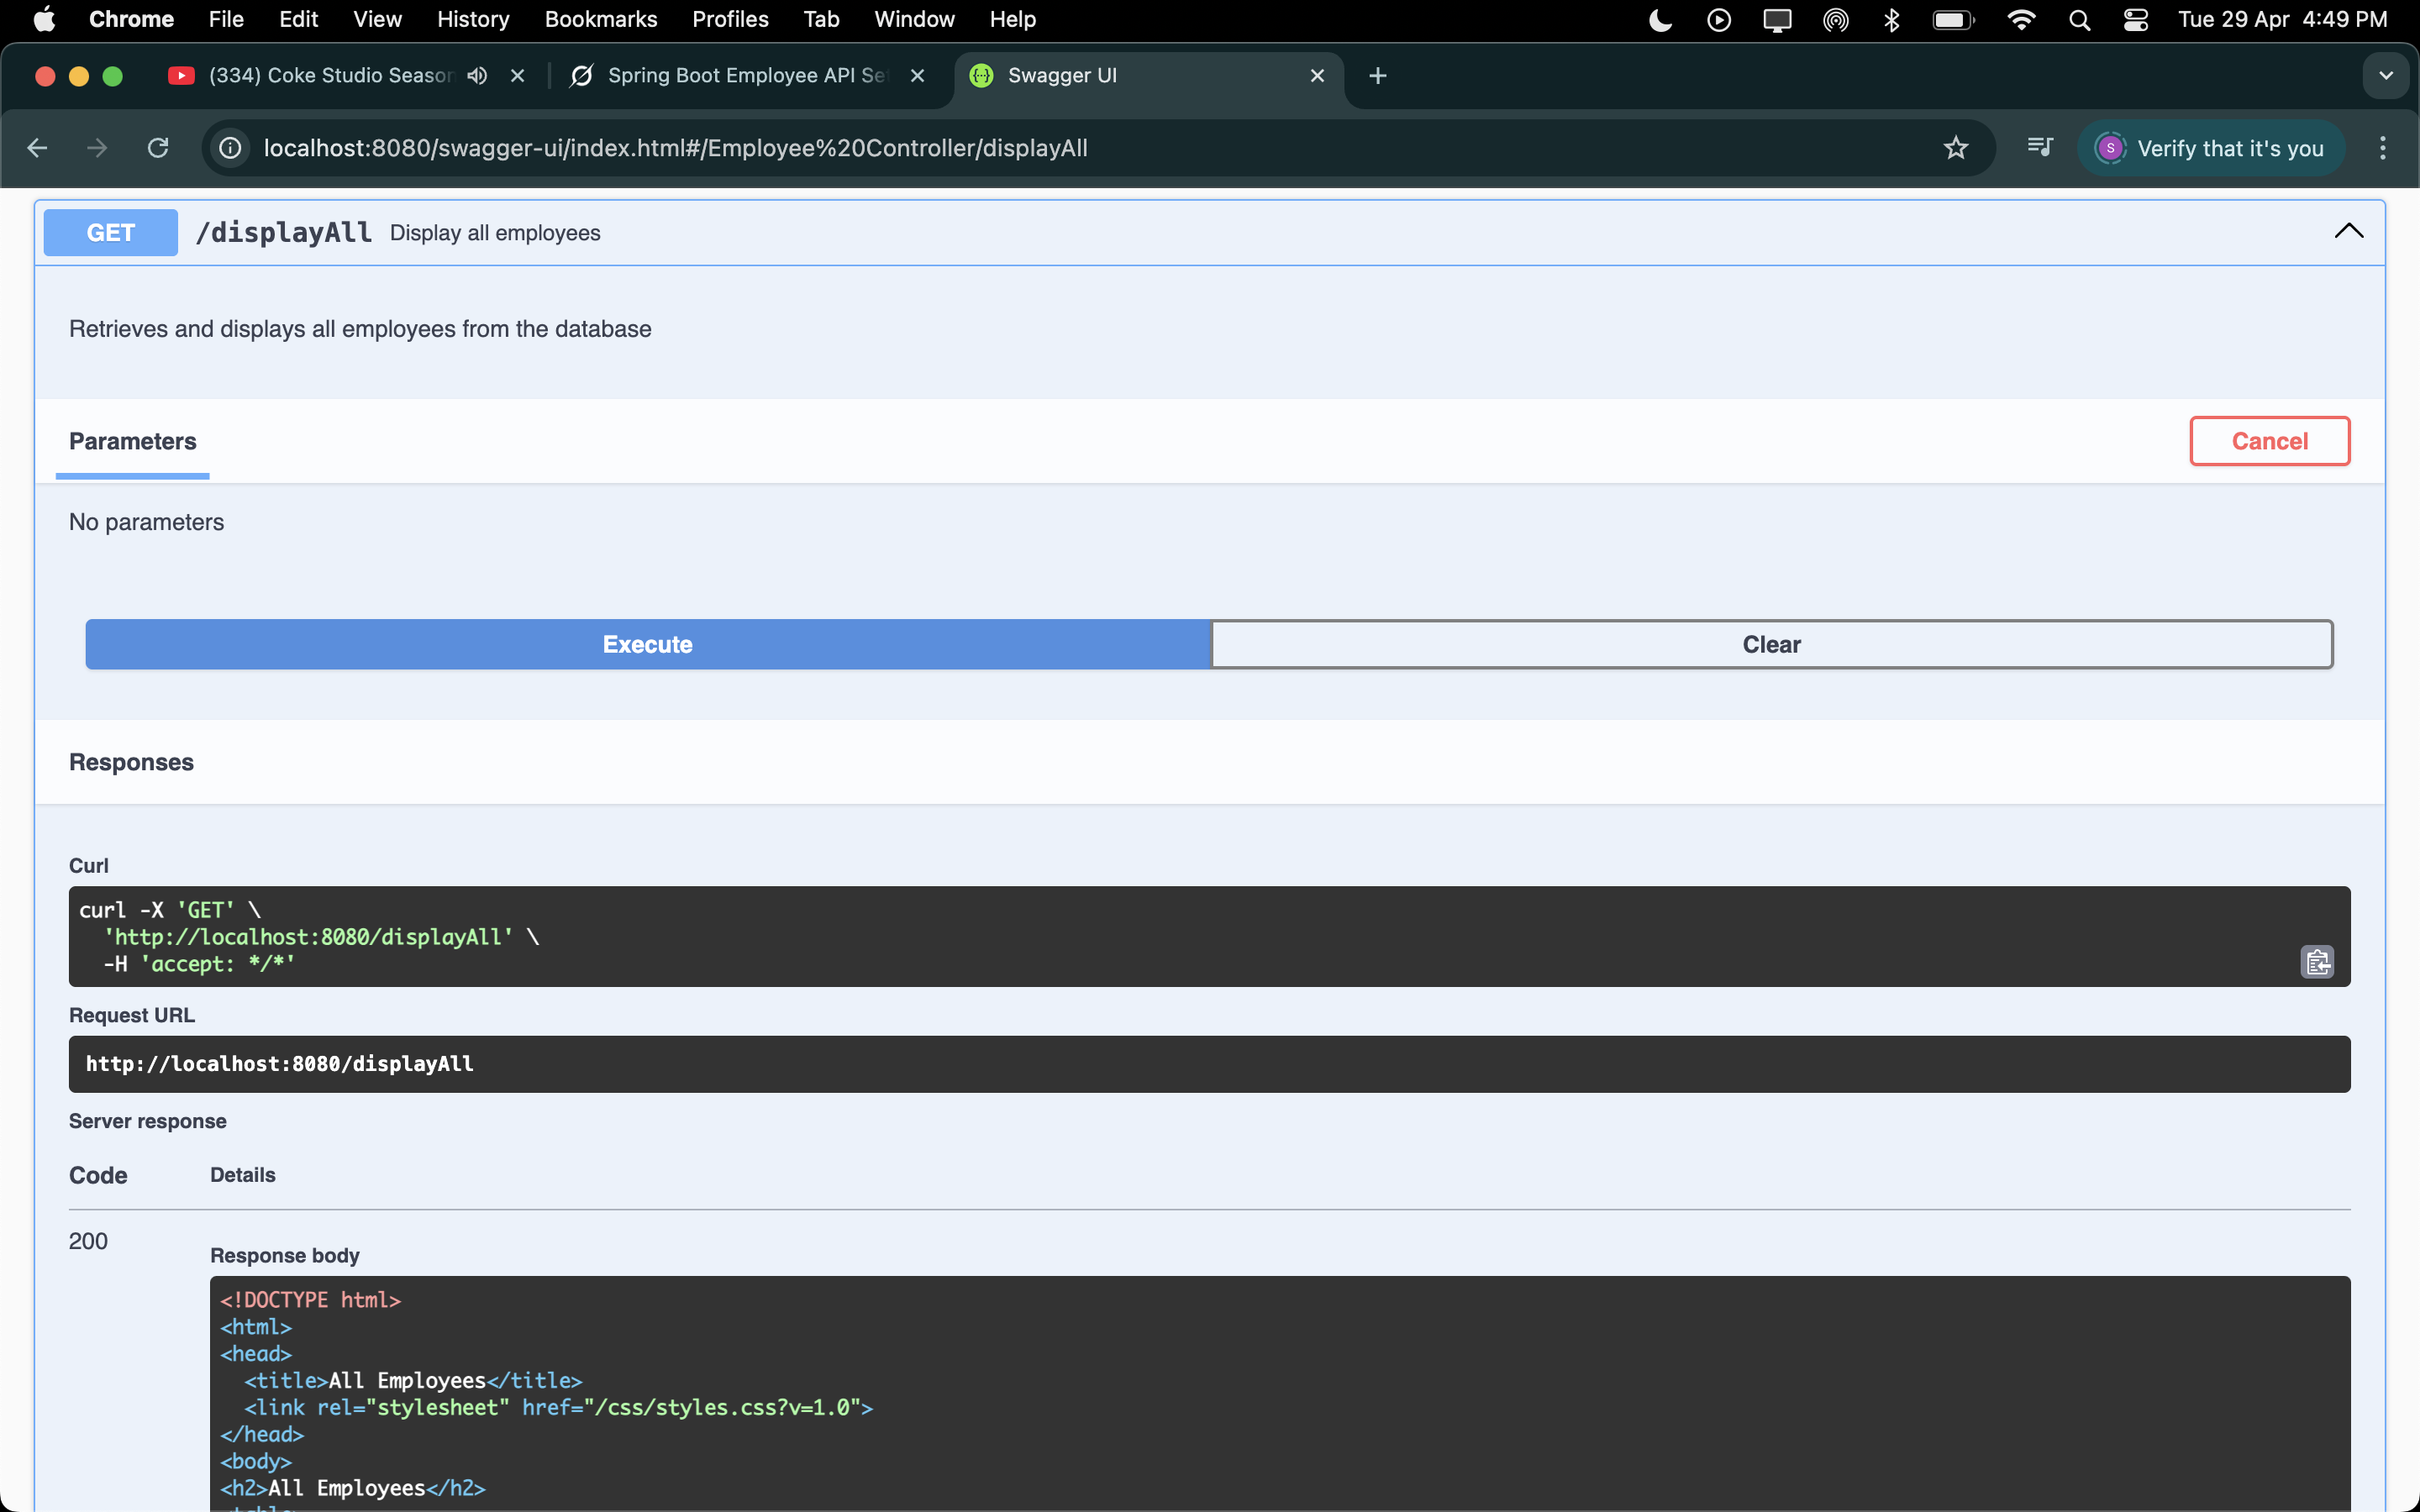 Chrome File Edit View History Bookmarks Profiles Tab Window Help Tue 29 Apr 4:49 PM
(334) Coke Studio Season Spring Boot Employee API Se Swagger UI
localhost:8080/swagger-ui/index.html#/Employee%20Controller/displayAll S Verify that it's you
GET /displayAll Display all employees
Retrieves and displays all employees from the database
Parameters Cancel
No parameters
Execute Clear
Responses
Curl
curl -X 'GET' \
'http://localhost:8080/displayAll' \
-H 'accept: */*'
Request URL
http://localhost:8080/displayAll
Server response
Code Details
200
Response body
<!DOCTYPE html>
<html>
<head>
<title>All Employees</title>
<link rel="stylesheet" href="/css/styles.css?v=1.0">
</head>
<body>
<h2>All Employees</h2>